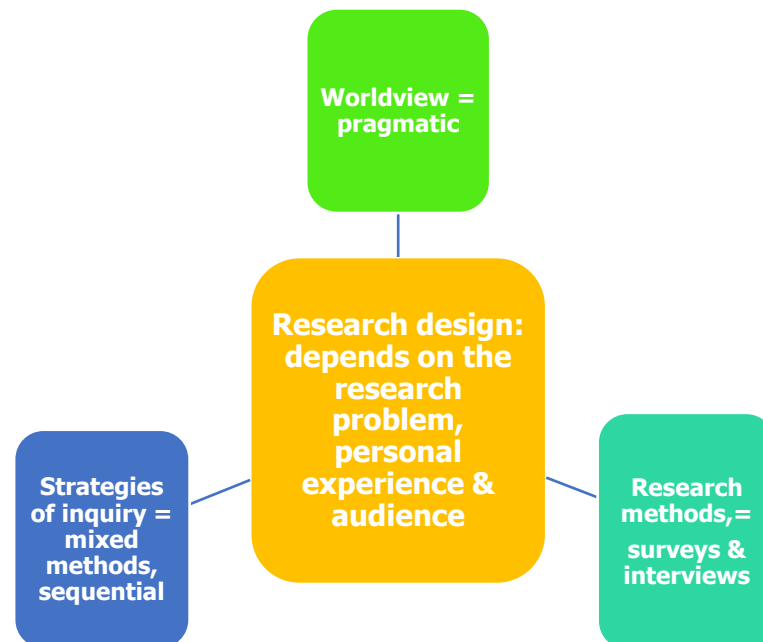 Worldview =
pragmatic
Research design:
depends on the
research
problem,
personal
experience &
audience
Strategies
of inquiry =
mixed
methods,
sequential
Research
methods,=
surveys &
interviews